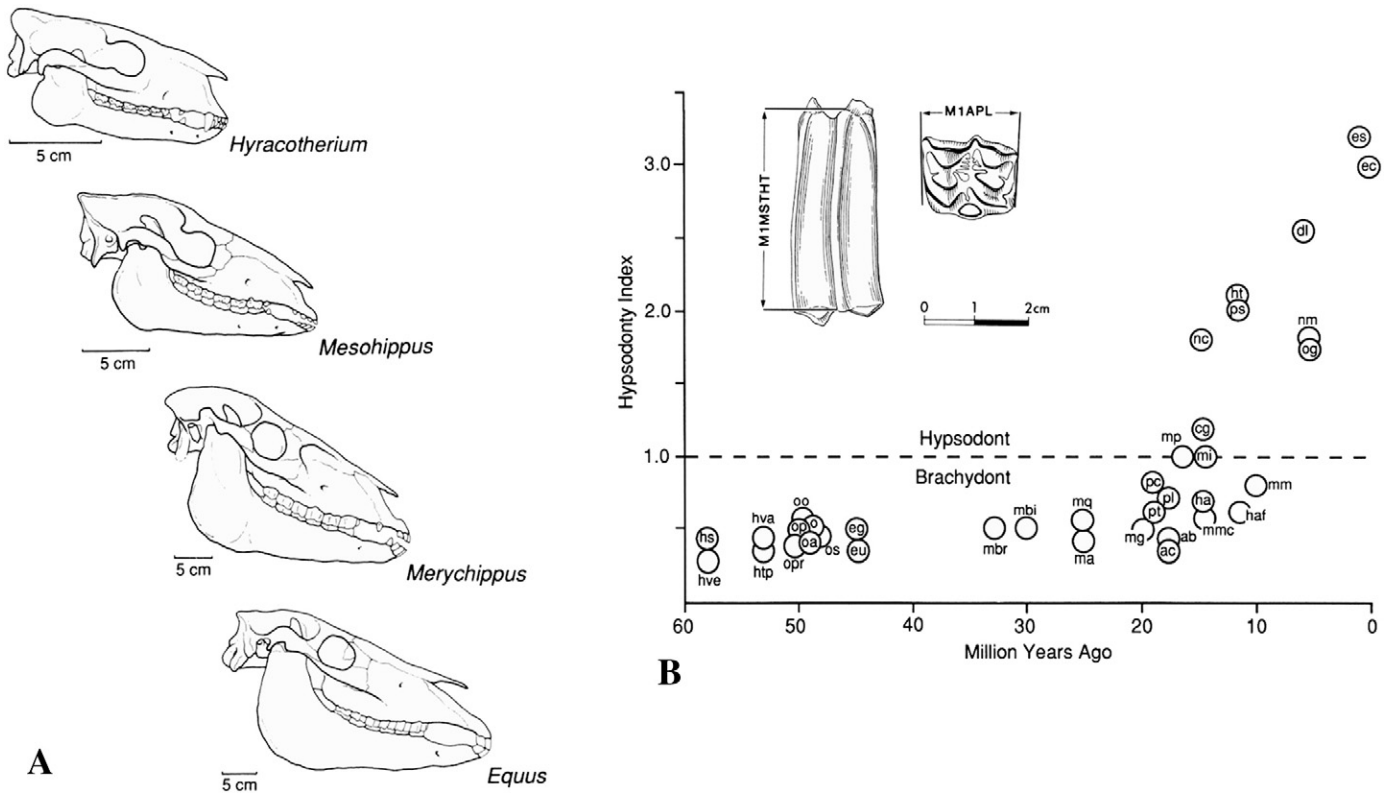 5 cm
Hyracotherium
5 cm
Mesohippus
5 cm
Merychippus
5 cm
Equus
A
Hypsodonty Index
3.0
2.0
1.0
M1MSTHT
M1APL
0 1 2cm
es
ec
dl
ht
ps
nm
og
nc
cg
Hypsodont
mp
mi
Brachydont
pc
pl
pt
mg
ha
mmc
mm
haf
ab
ac
mq
ma
mbi
mbr
eg
eu
oo
op
o
oa
os
opr
hva
htp
hs
hve
60 50 40 30 20 10 0
Million Years Ago
B